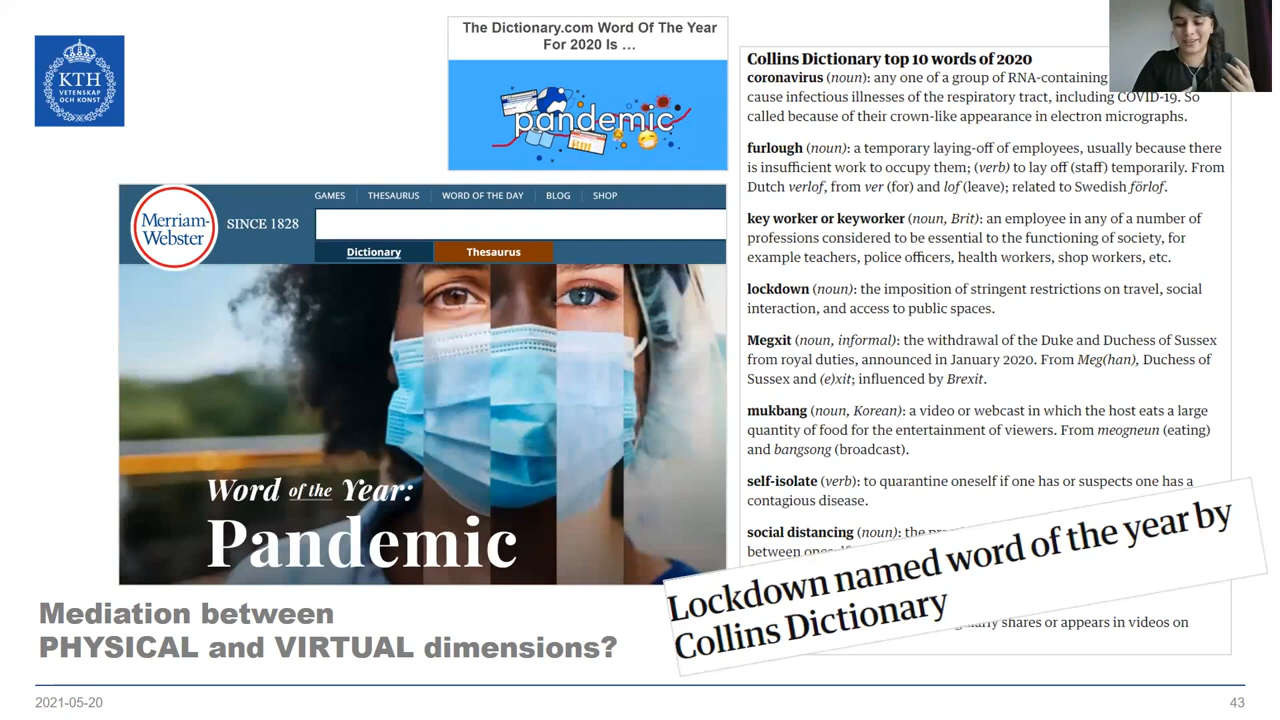 KTH
VETENSKAP
OCH KONST
The Dictionary.com Word Of The Year
For 2020 Is ...
pandemic
Merriam-
Webster
SINCE 1828
GAMES
THESAURUS
WORD OF THE DAY
BLOG
SHOP
Dictionary
Thesaurus
Word of the Year:
Pandemic
Collins Dictionary top 10 words of 2020
coronavirus (noun): any one of a group of RNA-containing
cause infectious illnesses of the respiratory tract, including COVID-19. So
called because of their crown-like appearance in electron micrographs.
furlough (noun): a temporary laying-off of employees, usually because there
is insufficient work to occupy them; (verb) to lay off (staff) temporarily. From
Dutch verlof, from ver (for) and lof (leave); related to Swedish förlof.
key worker or keyworker (noun, Brit): an employee in any of a number of
professions considered to be essential to the functioning of society, for
example teachers, police officers, health workers, shop workers, etc.
lockdown (noun): the imposition of stringent restrictions on travel, social
interaction, and access to public spaces.
Megxit (noun, informal): the withdrawal of the Duke and Duchess of Sussex
from royal duties, announced in January 2020. From Meg(han), Duchess of
Sussex and (e)xit; influenced by Brexit.
mukbang (noun, Korean): a video or webcast in which the host eats a large
quantity of food for the entertainment of viewers. From meogneun (eating)
and bangsong (broadcast).
self-isolate (verb): to quarantine oneself if one has or suspects one has a
contagious disease.
social distancing (noun): the
between
shares or appears in videos on
Lockdown named word of the year by
Collins Dictionary
Mediation between
PHYSICAL and VIRTUAL dimensions?
2021-05-20
43